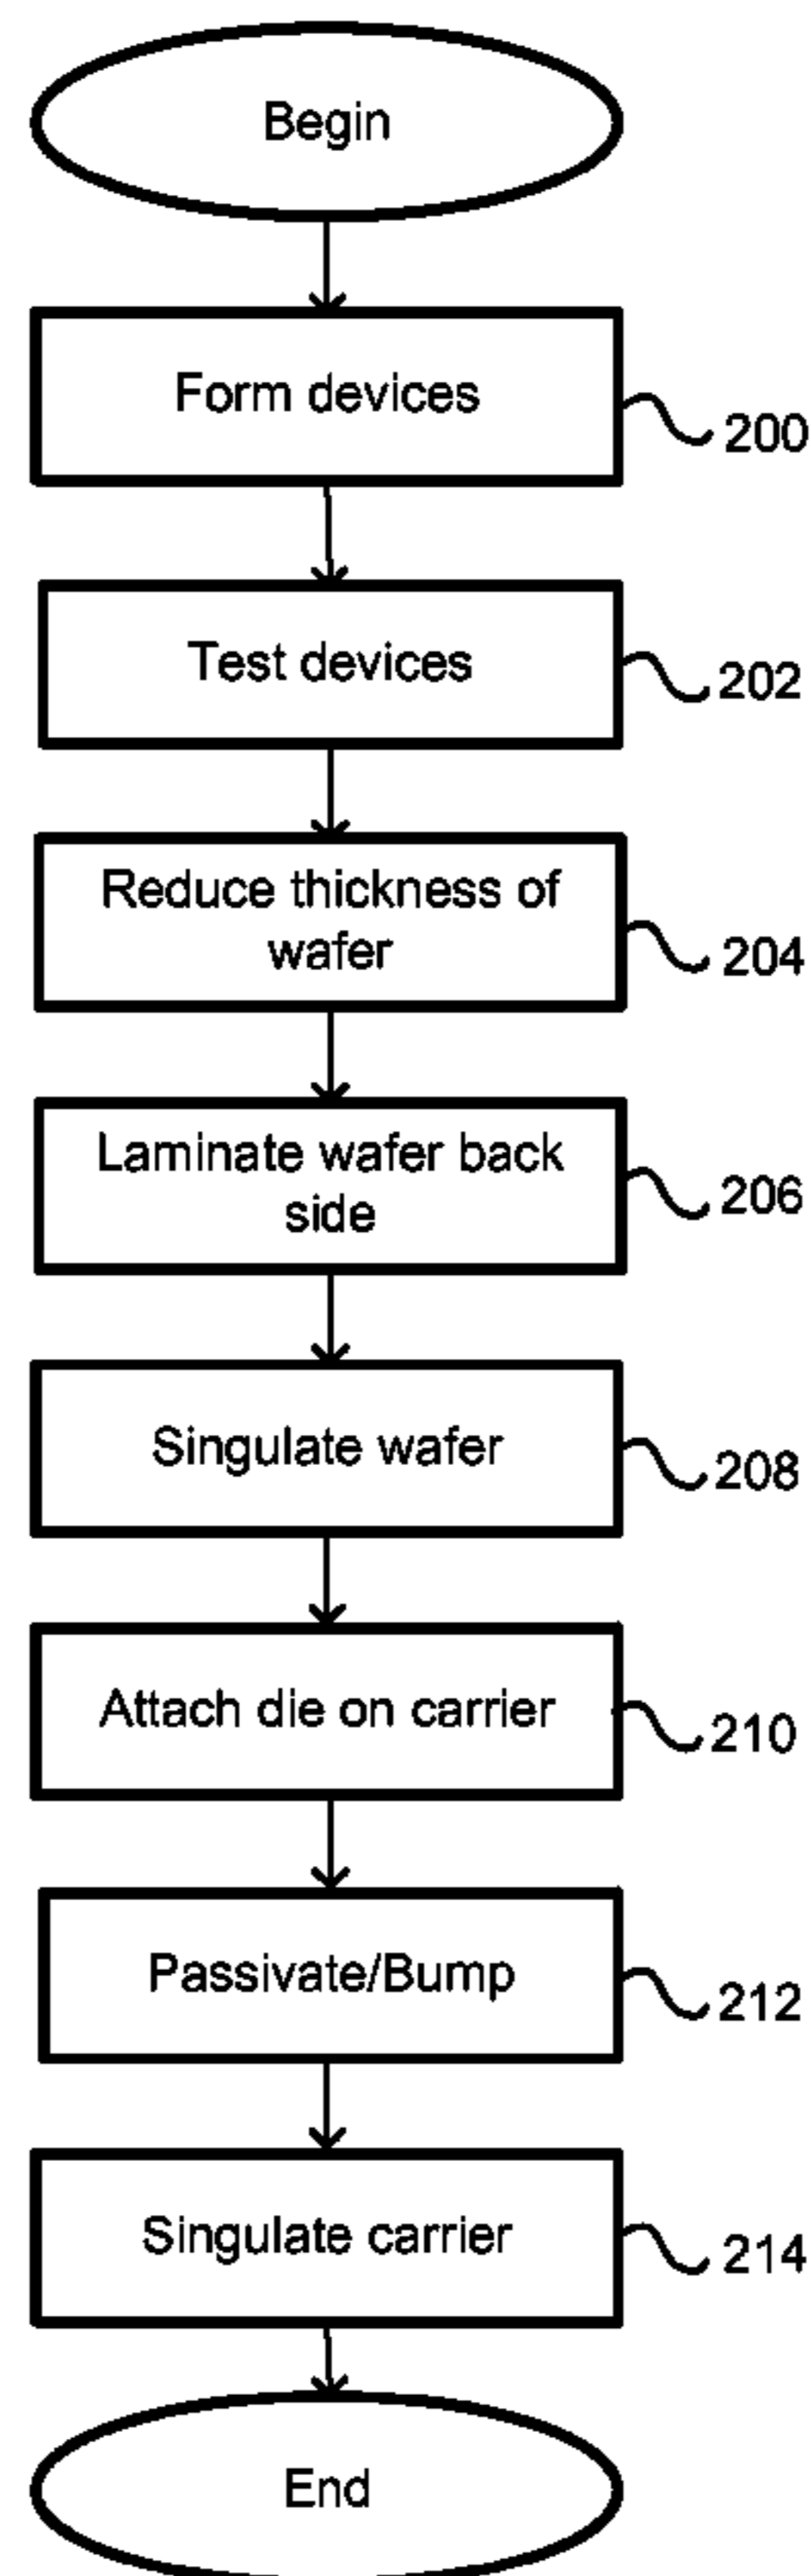 Begin
Form devices
200
Test devices
202
Reduce thickness of
wafer
204
Laminate wafer back
side
206
Singulate wafer
208
Attach die on carrier
210
Passivate/Bump
212
Singulate carrier
214
End